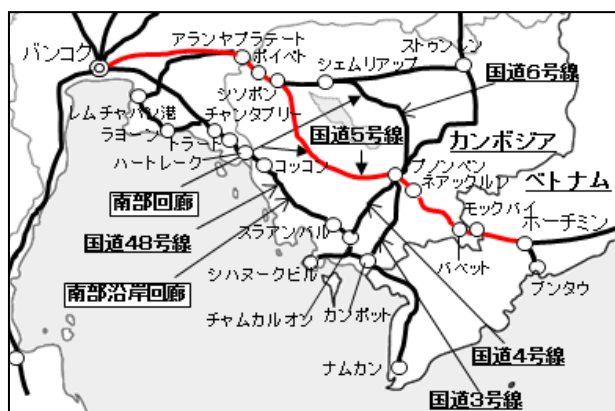 アランヤプラテート
ストゥントレン
バンコク
ポイペト
シェムリアップ
国道6号線
シソポン
レムチャバン港
チャンタブリー
ラヨーン
トラート
国道5号線
カンボジア
ハートレーク
コッコン
プノンペン
ネアックルン
ベトナム
南部回廊
モックバイ
ホーチミン
国道48号線
スラアンバル
バベット
シハヌークビル
南部沿岸回廊
ブンタウ
チャムカルオン
カンポット
国道4号線
ナムカン
国道3号線